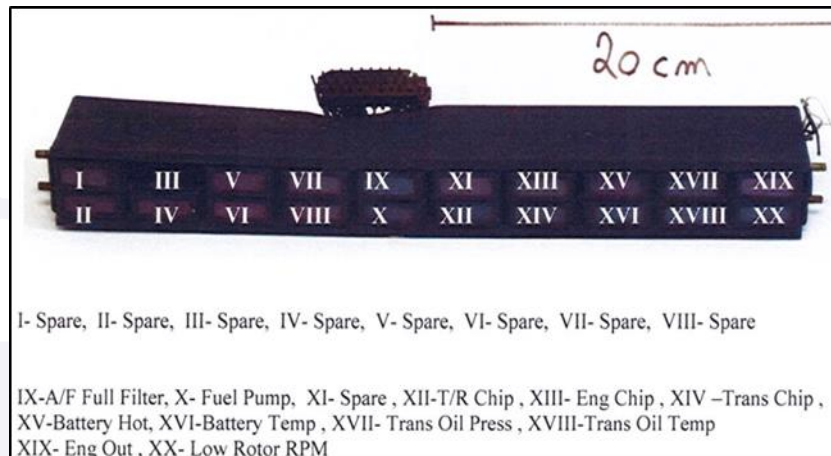 20 cm
I III V VII IX XI XIII XV XVII XIX
II IV VI VIII X XII XIV XVI XVIII XX
I- Spare, II- Spare, III- Spare, IV- Spare, V- Spare, VI- Spare, VII- Spare, VIII- Spare
IX-A/F Full Filter, X- Fuel Pump, XI- Spare , XII-T/R Chip , XIII- Eng Chip , XIV –Trans Chip ,
XV-Battery Hot, XVI-Battery Temp , XVII- Trans Oil Press , XVIII-Trans Oil Temp
XIX- Eng Out , XX- Low Rotor RPM